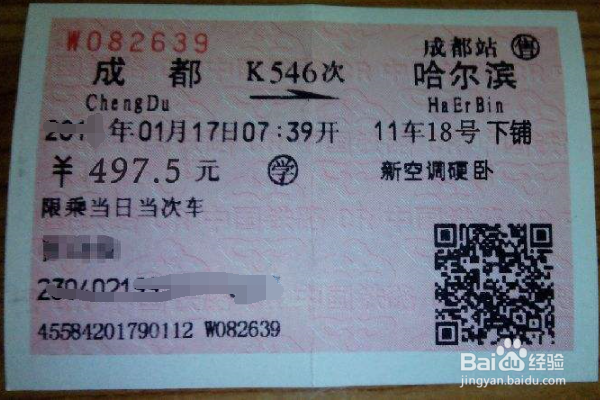 W082639
成都站 售
成都 K546次 哈尔滨
ChengDu HaErBin
201 年01月17日07:39开 11车18号下铺
￥497.5元 学 新空调硬卧
限乘当日当次车
45584201790112 W082639
Bai du 经验
jingyan.baidu.com